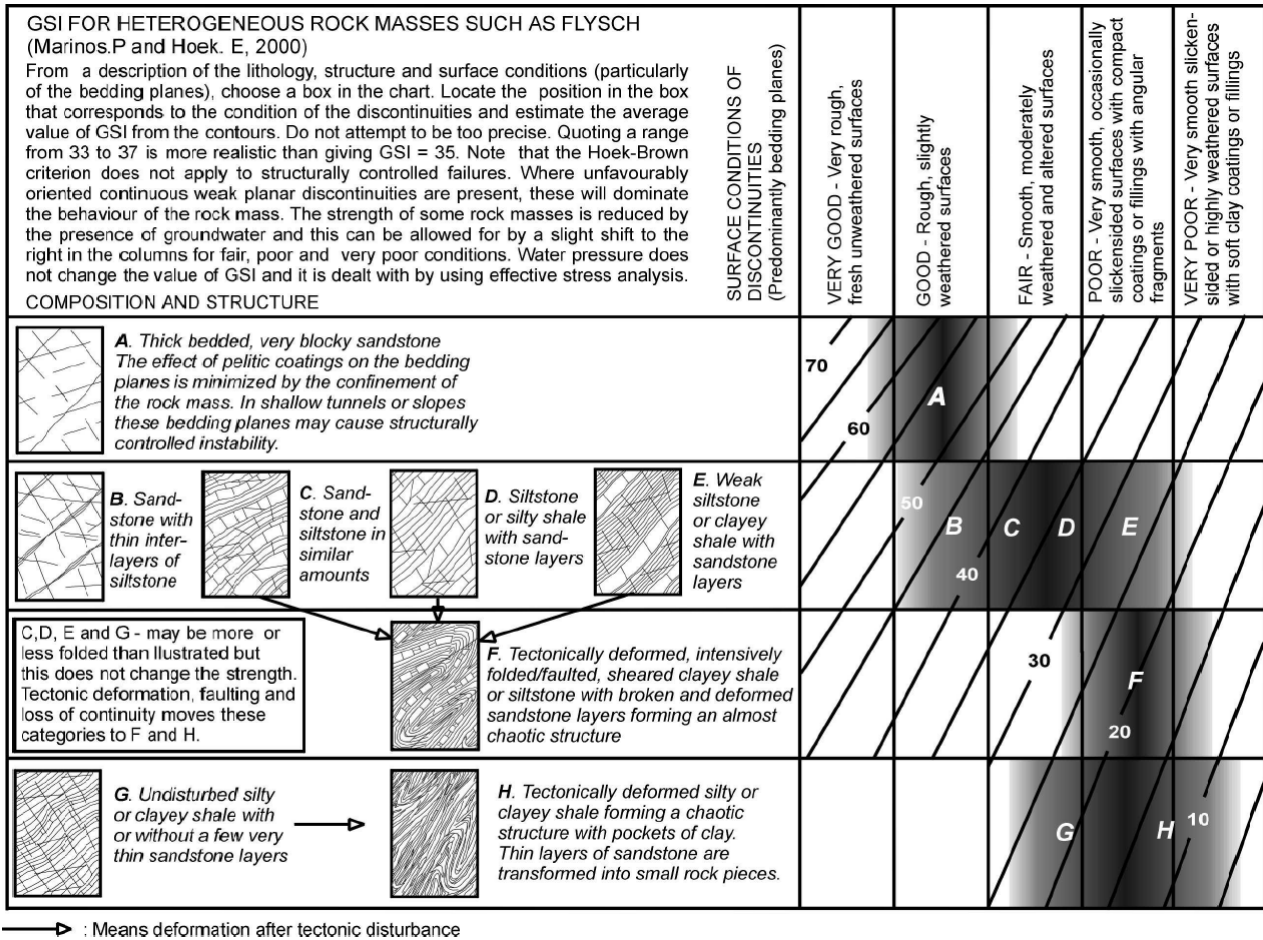 GSI FOR HETEROGENEOUS ROCK MASSES SUCH AS FLYSCH
(Marinos.P and Hoek. E, 2000)
From a description of the lithology, structure and surface conditions (particularly
of the bedding planes), choose a box in the chart. Locate the position in the box
that corresponds to the condition of the discontinuities and estimate the average
value of GSI from the contours. Do not attempt to be too precise. Quoting a range
from 33 to 37 is more realistic than giving GSI = 35. Note that the Hoek-Brown
criterion does not apply to structurally controlled failures. Where unfavourably
oriented continuous weak planar discontinuities are present, these will dominate
the behaviour of the rock mass. The strength of some rock masses is reduced by
the presence of groundwater and this can be allowed for by a slight shift to the
right in the columns for fair, poor and very poor conditions. Water pressure does
not change the value of GSI and it is dealt with by using effective stress analysis.
COMPOSITION AND STRUCTURE
SURFACE CONDITIONS OF
DISCONTINUITIES
(Predominantly bedding planes)
VERY GOOD - Very rough,
fresh unweathered surfaces
GOOD - Rough, slightly
weathered surfaces
FAIR - Smooth, moderately
weathered and altered surfaces
POOR - Very smooth, occasionally
slickensided surfaces with compact
coatings or fillings with angular
fragments
VERY POOR - Very smooth slicken-
sided or highly weathered surfaces
with soft clay coatings or fillings
A. Thick bedded, very blocky sandstone
The effect of pelitic coatings on the bedding
planes is minimized by the confinement of
the rock mass. In shallow tunnels or slopes
these bedding planes may cause structurally
controlled instability.
70
60
A
B. Sand-
stone with
thin inter-
layers of
siltstone
C. Sand-
stone and
siltstone in
similar
amounts
D. Siltstone
or silty shale
with sand-
stone layers
E. Weak
siltstone
or clayey
shale with
sandstone
layers
50
B
C
D
E
40
C,D, E and G - may be more or
less folded than llustrated but
this does not change the strength.
Tectonic deformation, faulting and
loss of continuity moves these
categories to F and H.
F. Tectonically deformed, intensively
folded/faulted, sheared clayey shale
or siltstone with broken and deformed
sandstone layers forming an almost
chaotic structure
30
F
20
G. Undisturbed silty
or clayey shale with
or without a few very
thin sandstone layers
H. Tectonically deformed silty or
clayey shale forming a chaotic
structure with pockets of clay.
Thin layers of sandstone are
transformed into small rock pieces.
G
H
10
: Means deformation after tectonic disturbance